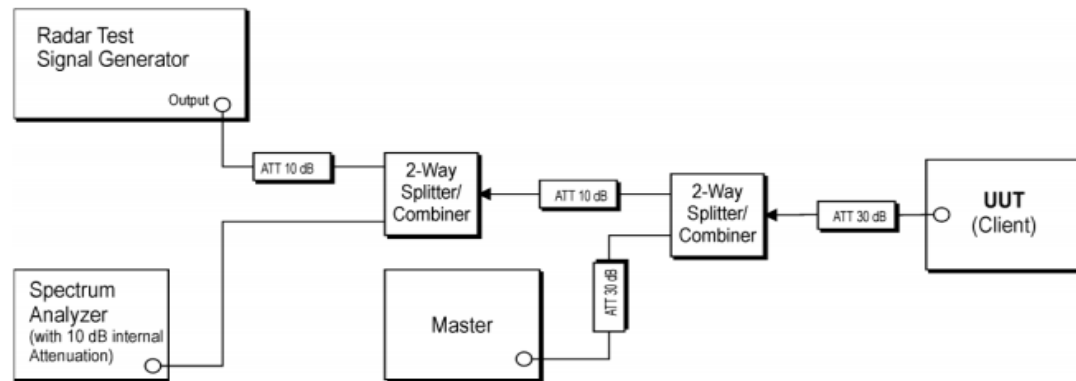 Radar Test
Signal Generator
Output
ATT 10 dB
2-Way
Splitter/
Combiner
ATT 10 dB
2-Way
Splitter/
Combiner
ATT 30 dB
UUT
(Client)
Spectrum
Analyzer
(with 10 dB internal
Attenuation)
Master
ATT 30 dB